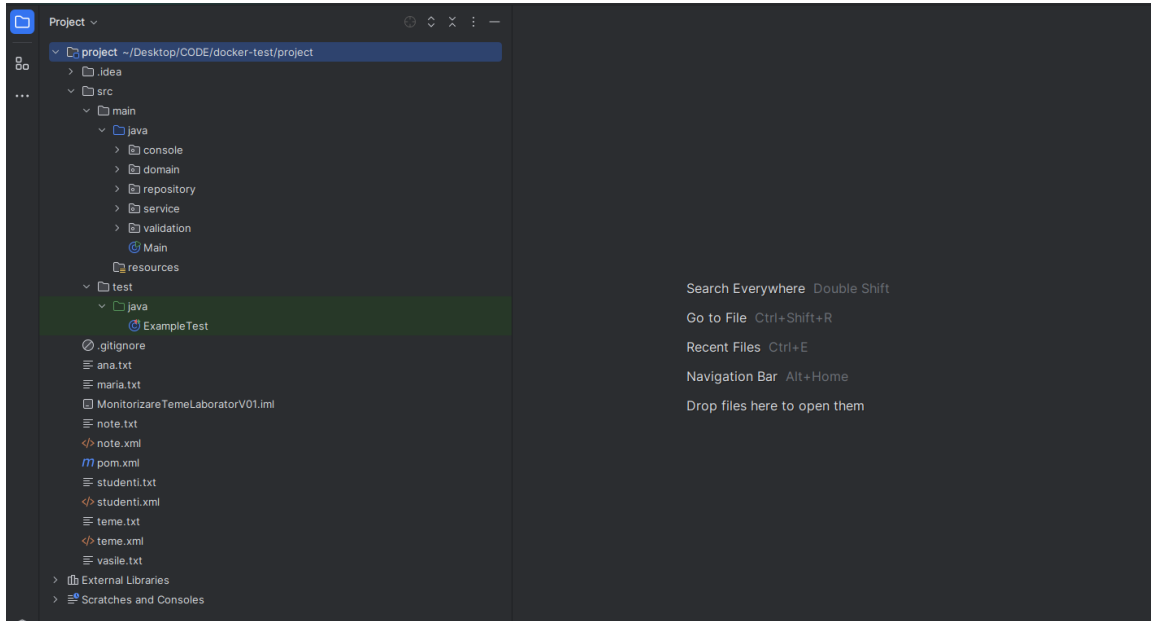 Project
project ~/Desktop/CODE/docker-test/project
.idea
src
main
java
console
domain
repository
service
validation
Main
resources
test
java
ExampleTest
.gitignore
ana.txt
maria.txt
MonitorizareTemeLaboratorV01.iml
note.txt
note.xml
pom.xml
studenti.txt
studenti.xml
teme.txt
teme.xml
vasile.txt
External Libraries
Scratches and Consoles
Search Everywhere Double Shift
Go to File Ctrl+Shift+R
Recent Files Ctrl+E
Navigation Bar Alt+Home
Drop files here to open them